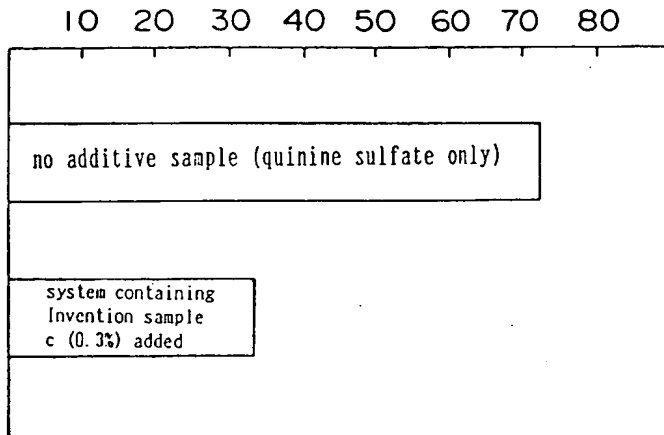 10 20 30 40 50 60 70 80
no additive sample (quinine sulfate only)
system containing
Invention sample
c (0.3%) added